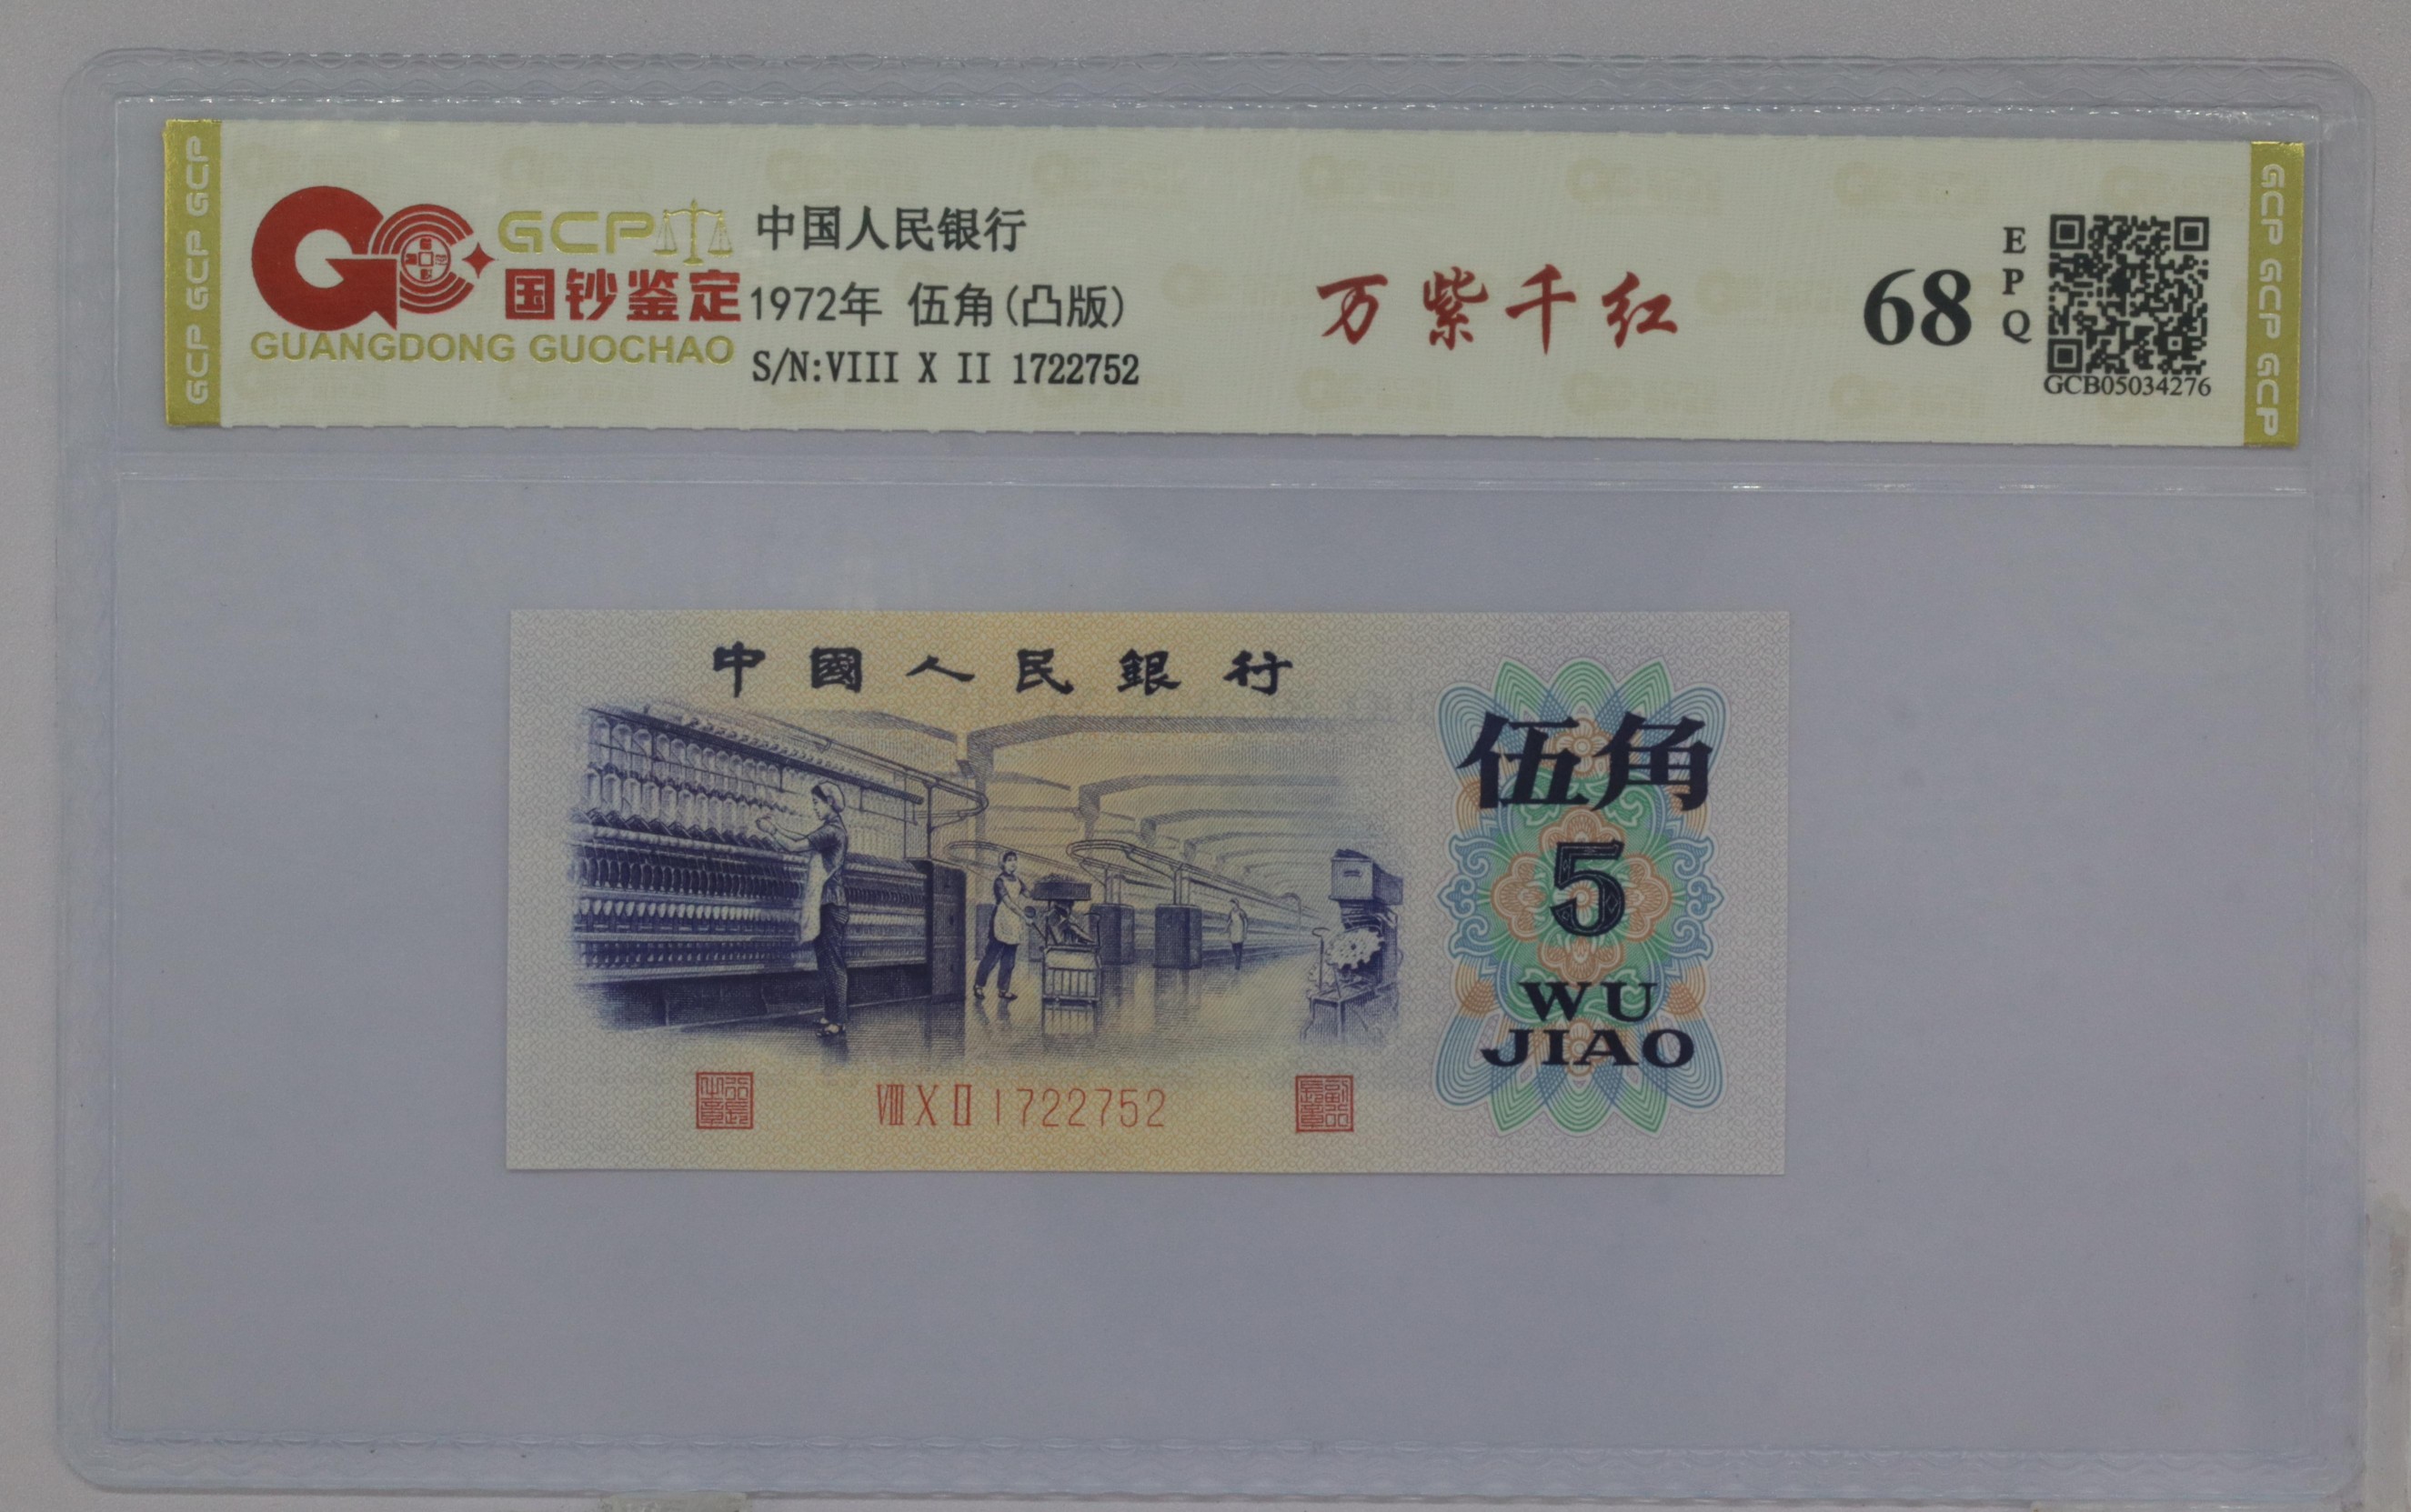 GCP GCP GCP
GCP
国钞鉴定
GUANGDONG GUOCHAO
中国人民银行
1972年 伍角(凸版)
S/N:VIII X II 1722752
万紫千红
68
EPQ
GCB05034276
GCP GCP GCP
中國人民銀行
伍角
5
WU
JIAO
VIII X II 1722752